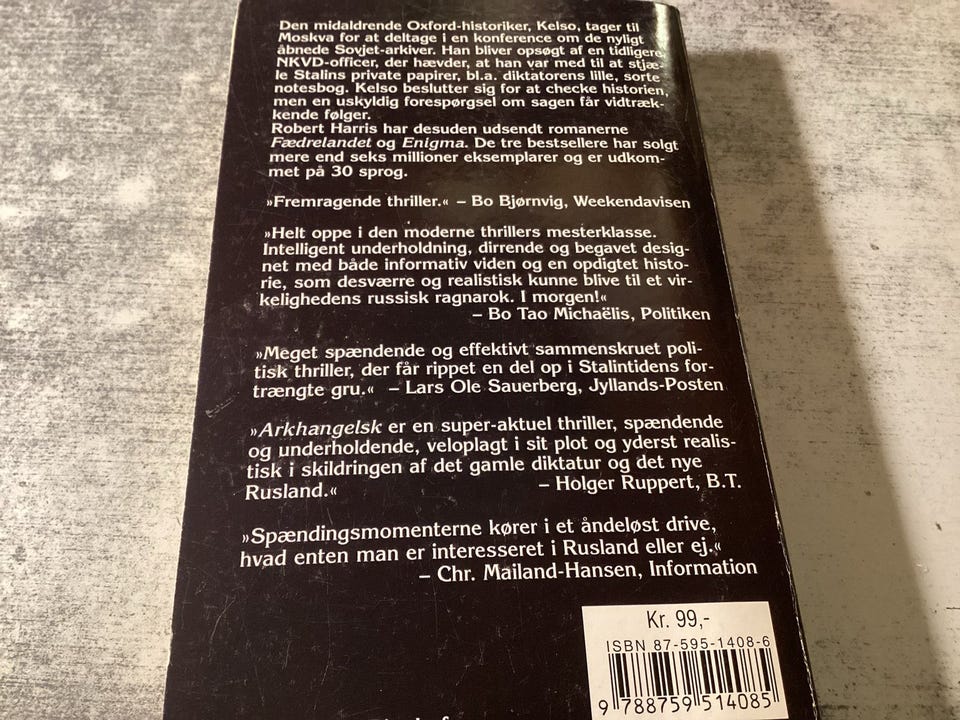 Den midaldrende Oxford-historiker, Kelso, tager til
Moskva for at deltage i en konference om de nyligt
åbnede Sovjet-arkiver. Han bliver opsøgt af en tidligere
NKVD-officer, der hævder, at han var med til at stjæ-
le Stalins private papirer, bl.a. diktatorens lille, sorte
notesbog. Kelso beslutter sig for at checke historien,
men en uskyldig forespørgsel om sagen får vidtræk-
kende følger.
Robert Harris har desuden udsendt romanerne
Fædrelandet og Enigma. De tre bestsellere har solgt
mere end seks millioner eksemplarer og er udkom-
met på 30 sprog.
»Fremragende thriller.« – Bo Bjørnvig, Weekendavisen
»Helt oppe i den moderne thrillers mesterklasse.
Intelligent underholdning, dirrende og begavet desig-
net med både informativ viden og en opdigtet histo-
rie, som desværre og realistisk kunne blive til et vir-
kelighedens russisk ragnarok. I morgen!«
– Bo Tao Michaëlis, Politiken
»Meget spændende og effektivt sammenskruet poli-
tisk thriller, der får rippet en del op i Stalintidens for-
trængte gru.« – Lars Ole Sauerberg, Jyllands-Posten
»Arkhangelsk er en super-aktuel thriller, spændende
og underholdende, veloplagt i sit plot og yderst realis-
tisk i skildringen af det gamle diktatur og det nye
Rusland.« – Holger Ruppert, B.T.
»Spændingsmomenterne kører i et åndeløst drive,
hvad enten man er interesseret i Rusland eller ej.«
– Chr. Mailand-Hansen, Information
Kr. 99,-
ISBN 87-595-1408-6
9 788759 514085